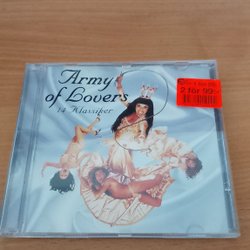 Army
of Lovers
14 Klassiker
2 för 99:-